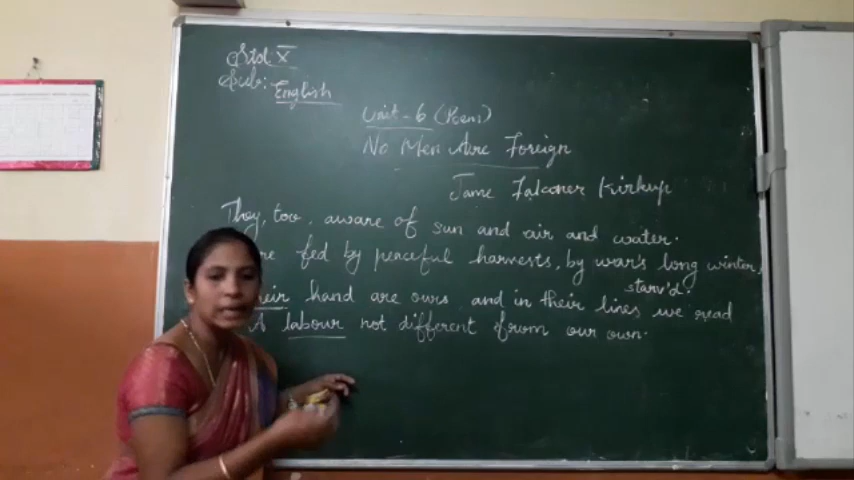 Std. X
Sub:- English
Unit - 6 (Poem)
No Men Are Foreign
Jame Falconer Kirkup
They, too, aware of sun and air and water.
fed by peaceful harvests, by war's long winter,
starv'd.
hand are ours, and in their lines we read
A labour not different from our own.